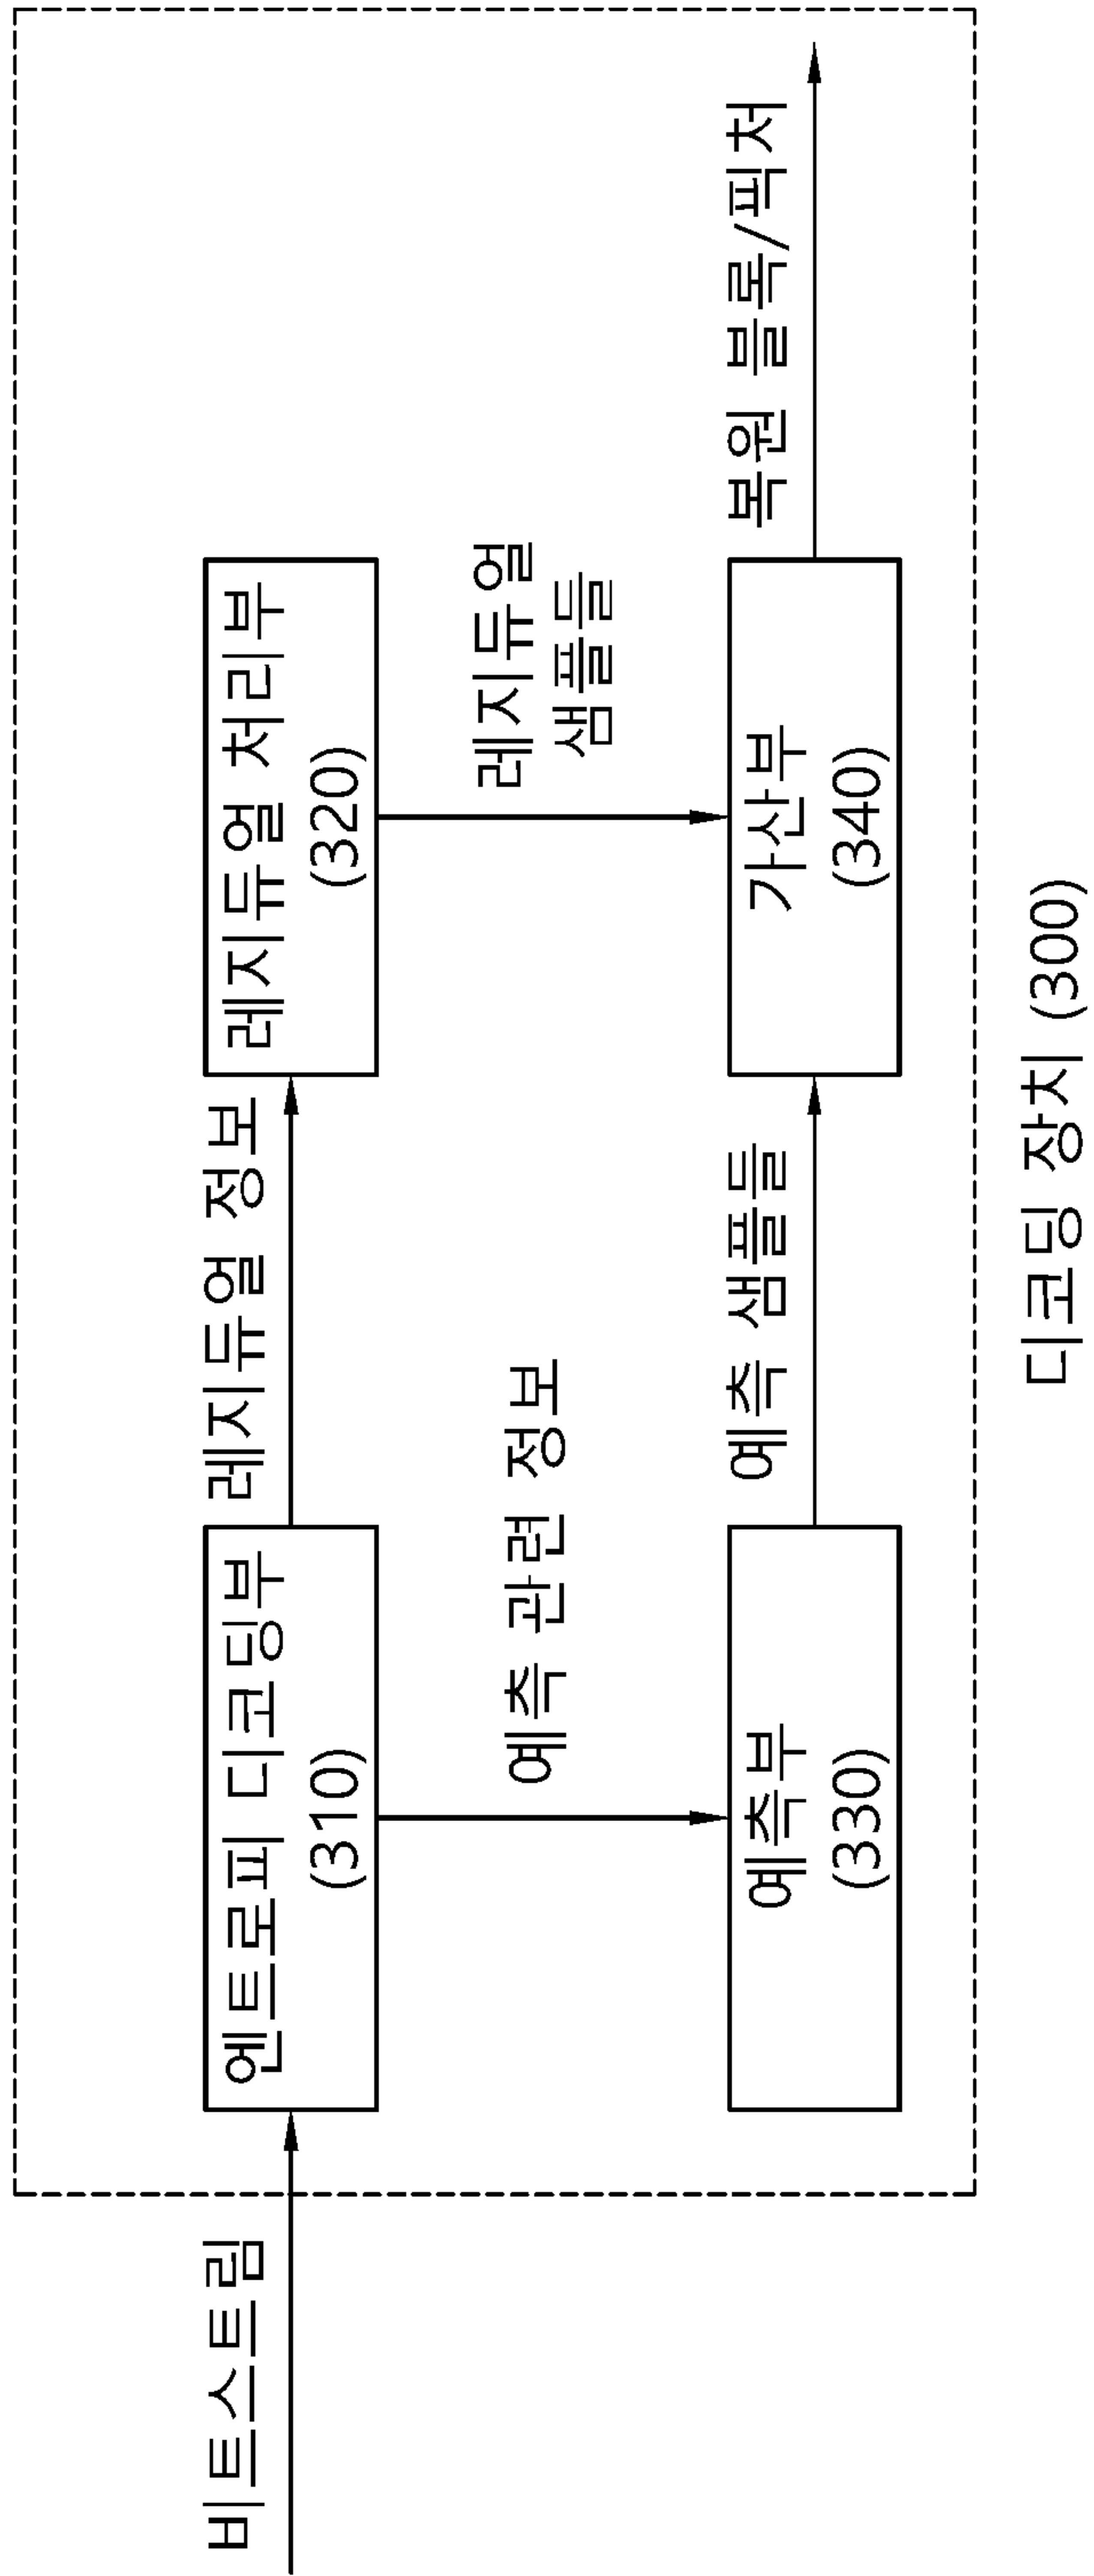 비트스트림
엔트로피 디코딩부
(310)
레지듀얼 정보
레지듀얼 처리부
(320)
예측 관련 정보
레지듀얼
샘플들
예측부
(330)
예측 샘플들
가산부
(340)
복원 블록/픽처
디코딩 장치 (300)